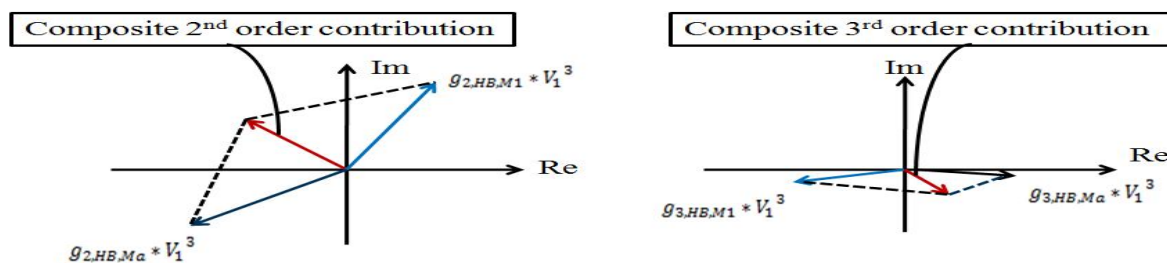 Composite 2nd order contribution
Im
g2,HB,M1 * V1^3
Re
g2,HB,Ma * V1^3
Composite 3rd order contribution
Im
Re
g3,HB,M1 * V1^3
g3,HB,Ma * V1^3